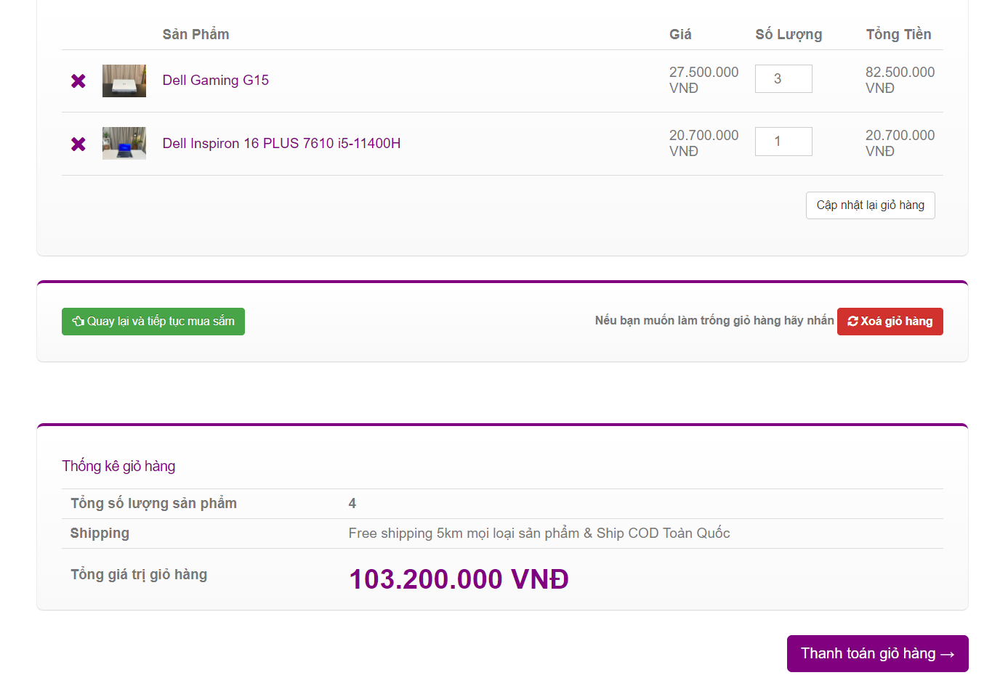 Sản Phẩm Giá Số Lượng Tổng Tiền
Dell Gaming G15 27.500.000 VNĐ 3 82.500.000 VNĐ
Dell Inspiron 16 PLUS 7610 i5-11400H 20.700.000 VNĐ 1 20.700.000 VNĐ
Cập nhật lại giỏ hàng
Quay lại và tiếp tục mua sắm Nếu bạn muốn làm trống giỏ hàng hãy nhấn Xoá giỏ hàng
Thống kê giỏ hàng
Tổng số lượng sản phẩm 4
Shipping Free shipping 5km mọi loại sản phẩm & Ship COD Toàn Quốc
Tổng giá trị giỏ hàng 103.200.000 VNĐ
Thanh toán giỏ hàng →